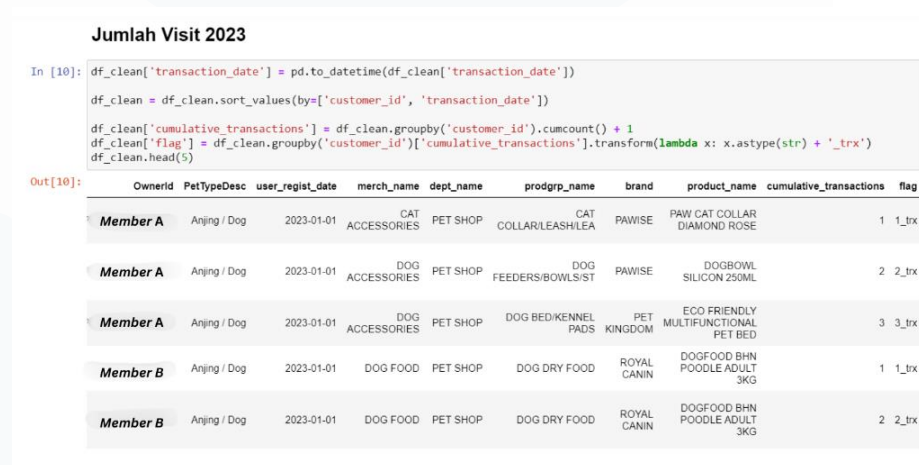 Jumlah Visit 2023
In [10]: df_clean['transaction_date'] = pd.to_datetime(df_clean['transaction_date'])
df_clean = df_clean.sort_values(by=['customer_id', 'transaction_date'])
df_clean['cumulative_transactions'] = df_clean.groupby('customer_id').cumcount() + 1
df_clean['flag'] = df_clean.groupby('customer_id')['cumulative_transactions'].transform(lambda x: x.astype(str) + '_trx')
df_clean.head(5)
Out[10]:
OwnerId PetTypeDesc user_regist_date merch_name dept_name prodgrp_name brand product_name cumulative_transactions flag
CAT CAT PAW CAT COLLAR
Member A Anjing / Dog 2023-01-01 PET SHOP PAWISE 1 1_trx
ACCESSORIES COLLAR/LEASH/LEA DIAMOND ROSE
DOG DOG DOGBOWL
Member A Anjing / Dog 2023-01-01 PET SHOP PAWISE 2 2_trx
ACCESSORIES FEEDERS/BOWLS/ST SILICON 250ML
ECO FRIENDLY
DOG DOG BED/KENNEL PET MULTIFUNCTIONAL
Member A Anjing / Dog 2023-01-01 PET SHOP 3 3_trx
ACCESSORIES PADS KINGDOM PET BED
DOGFOOD BHN
ROYAL POODLE ADULT
Member B Anjing / Dog 2023-01-01 DOG FOOD PET SHOP DOG DRY FOOD 1 1_trx
CANIN 3KG
DOGFOOD BHN
ROYAL POODLE ADULT
Member B Anjing / Dog 2023-01-01 DOG FOOD PET SHOP DOG DRY FOOD 2 2_trx
CANIN 3KG